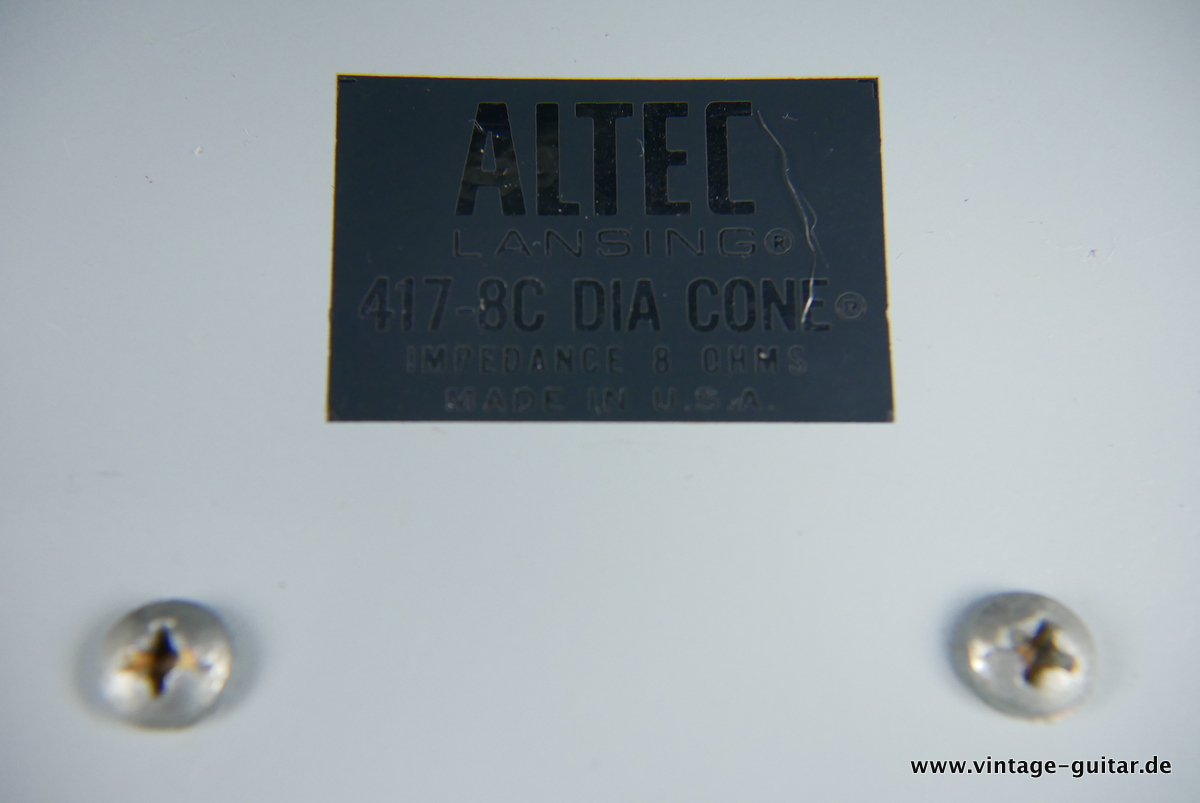 ALTEC
LANSING®
417-8C DIA CONE®
IMPEDANCE 8 OHMS
MADE IN U.S.A.
www.vintage-guitar.de